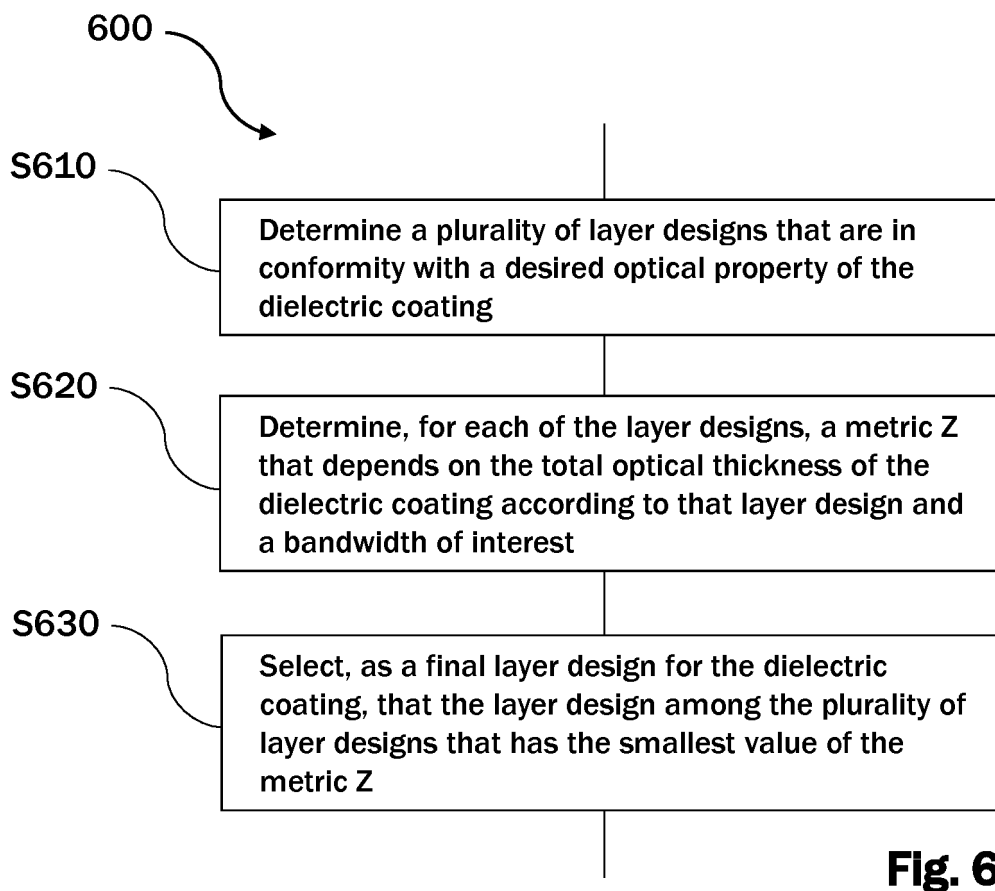 600
S610
Determine a plurality of layer designs that are in
conformity with a desired optical property of the
dielectric coating
S620
Determine, for each of the layer designs, a metric Z
that depends on the total optical thickness of the
dielectric coating according to that layer design and
a bandwidth of interest
S630
Select, as a final layer design for the dielectric
coating, that the layer design among the plurality of
layer designs that has the smallest value of the
metric Z
Fig. 6